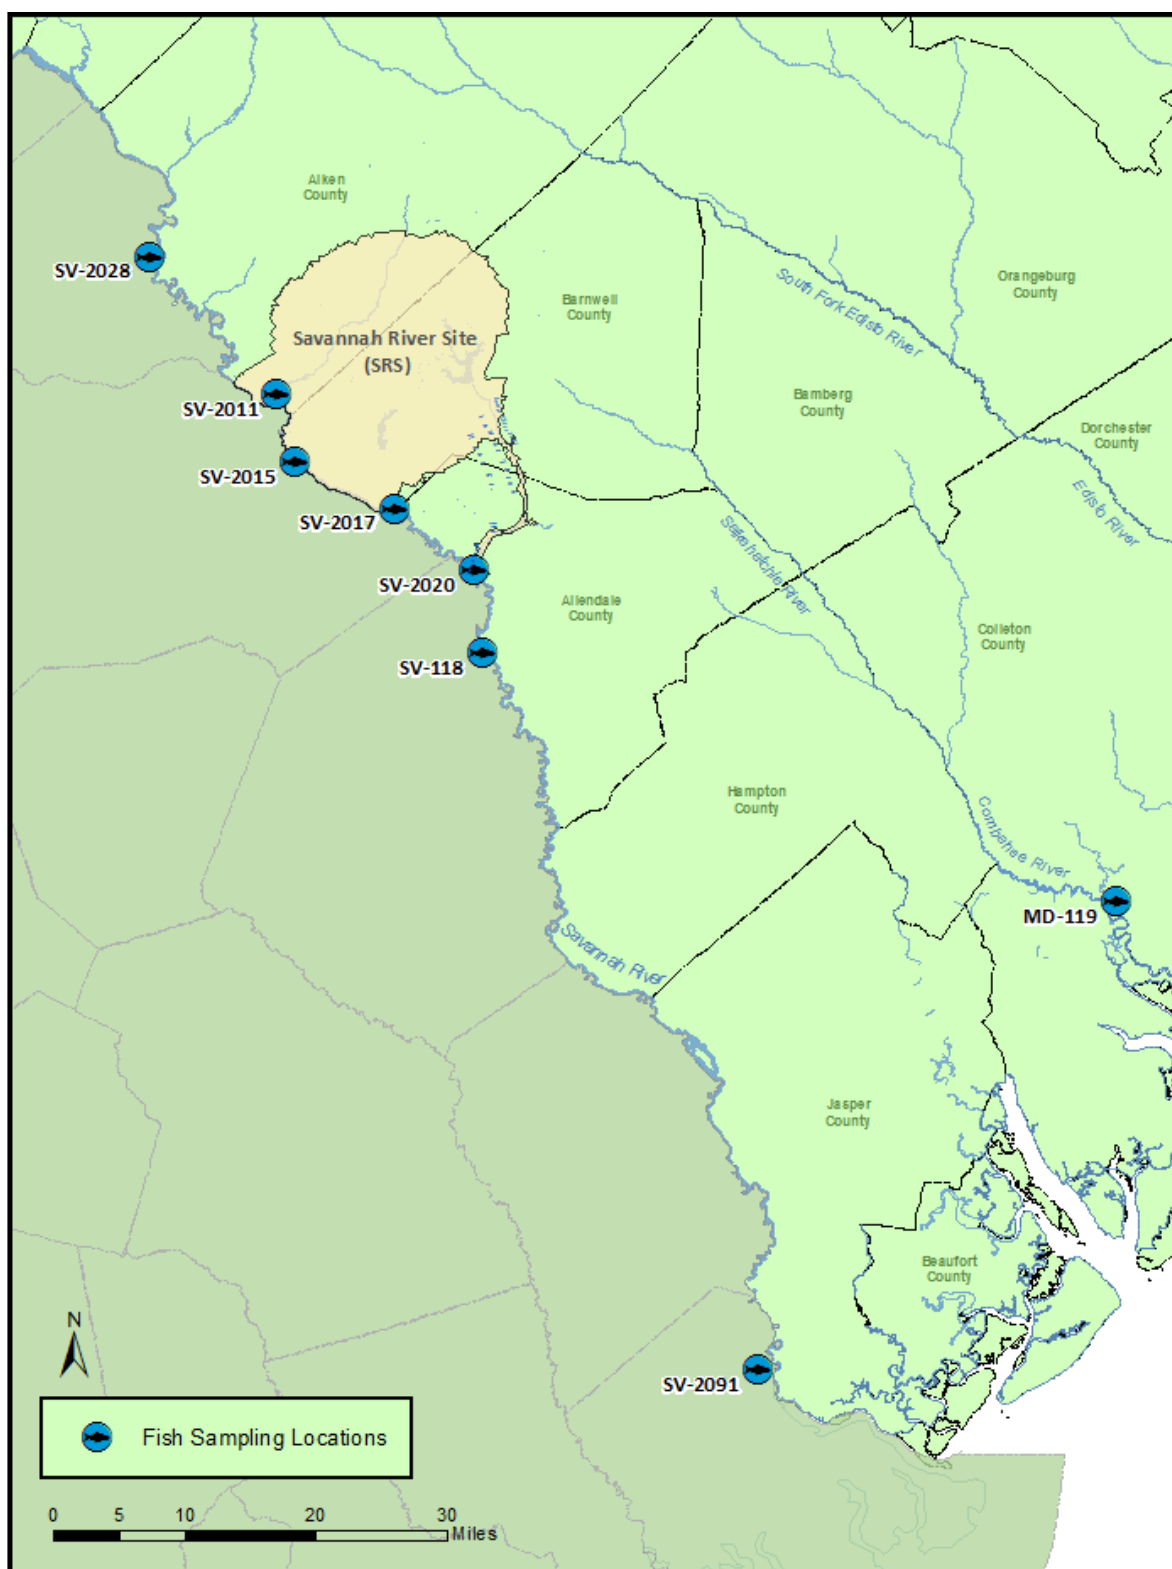 Aiken
County
SV-2028
Orangeburg
County
South Fork Edisto River
Barnwell
County
Savannah River Site
(SRS)
SV-2011
Bamberg
County
Dorchester
County
SV-2015
Edisto River
SV-2017
Salkehatchie River
SV-2020
Allendale
County
Colleton
County
SV-118
Hampton
County
Combahee River
MD-119
Savannah River
Jasper
County
Beaufort
County
N
SV-2091
Fish Sampling Locations
0 5 10 20 30
Miles